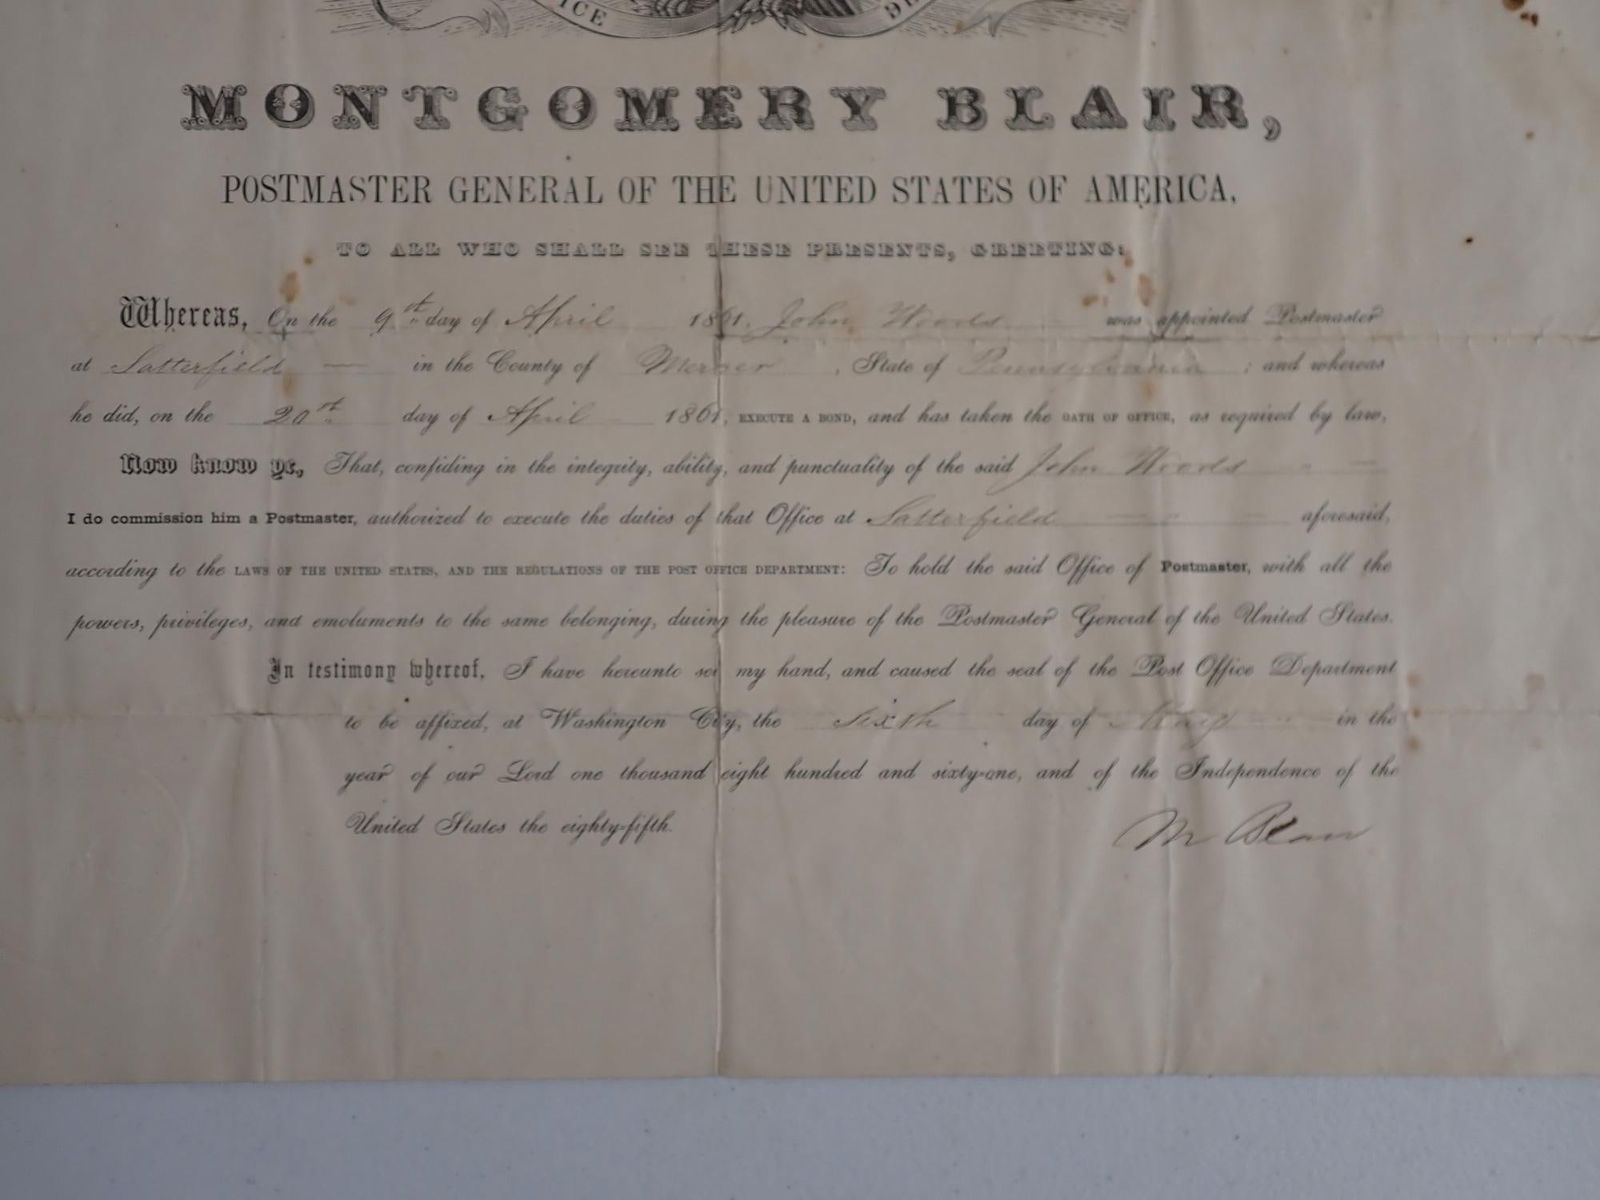 ICE DE
MONTGOMERY BLAIR,
POSTMASTER GENERAL OF THE UNITED STATES OF AMERICA,
TO ALL WHO SHALL SEE THESE PRESENTS, GREETING:
Whereas, On the 9th day of April 1861, John Woods was appointed Postmaster
at Satterfield in the County of Mercer, State of Pennsylvania; and whereas
he did, on the 20th day of April 1861, EXECUTE A BOND, and has taken the OATH OF OFFICE, as required by law,
Now know ye, That, confiding in the integrity, ability, and punctuality of the said John Woods
I do commission him a Postmaster, authorized to execute the duties of that Office at Satterfield aforesaid,
according to the LAWS OF THE UNITED STATES, AND THE REGULATIONS OF THE POST OFFICE DEPARTMENT: To hold the said Office of Postmaster, with all the
powers, privileges, and emoluments to the same belonging, during the pleasure of the Postmaster General of the United States.
In testimony whereof, I have hereunto set my hand, and caused the seal of the Post Office Department
to be affixed, at Washington City, the sixth day of May in the
year of our Lord one thousand eight hundred and sixty-one, and of the Independence of the
United States the eighty-fifth.
M Blair